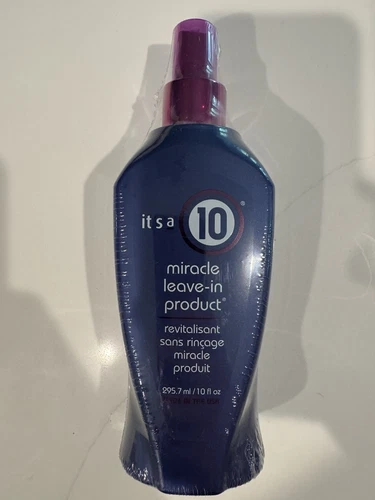 it's a 10®
miracle
leave-in
product®
revitalisant
sans rinçage
miracle
produit
295.7 ml / 10 fl oz